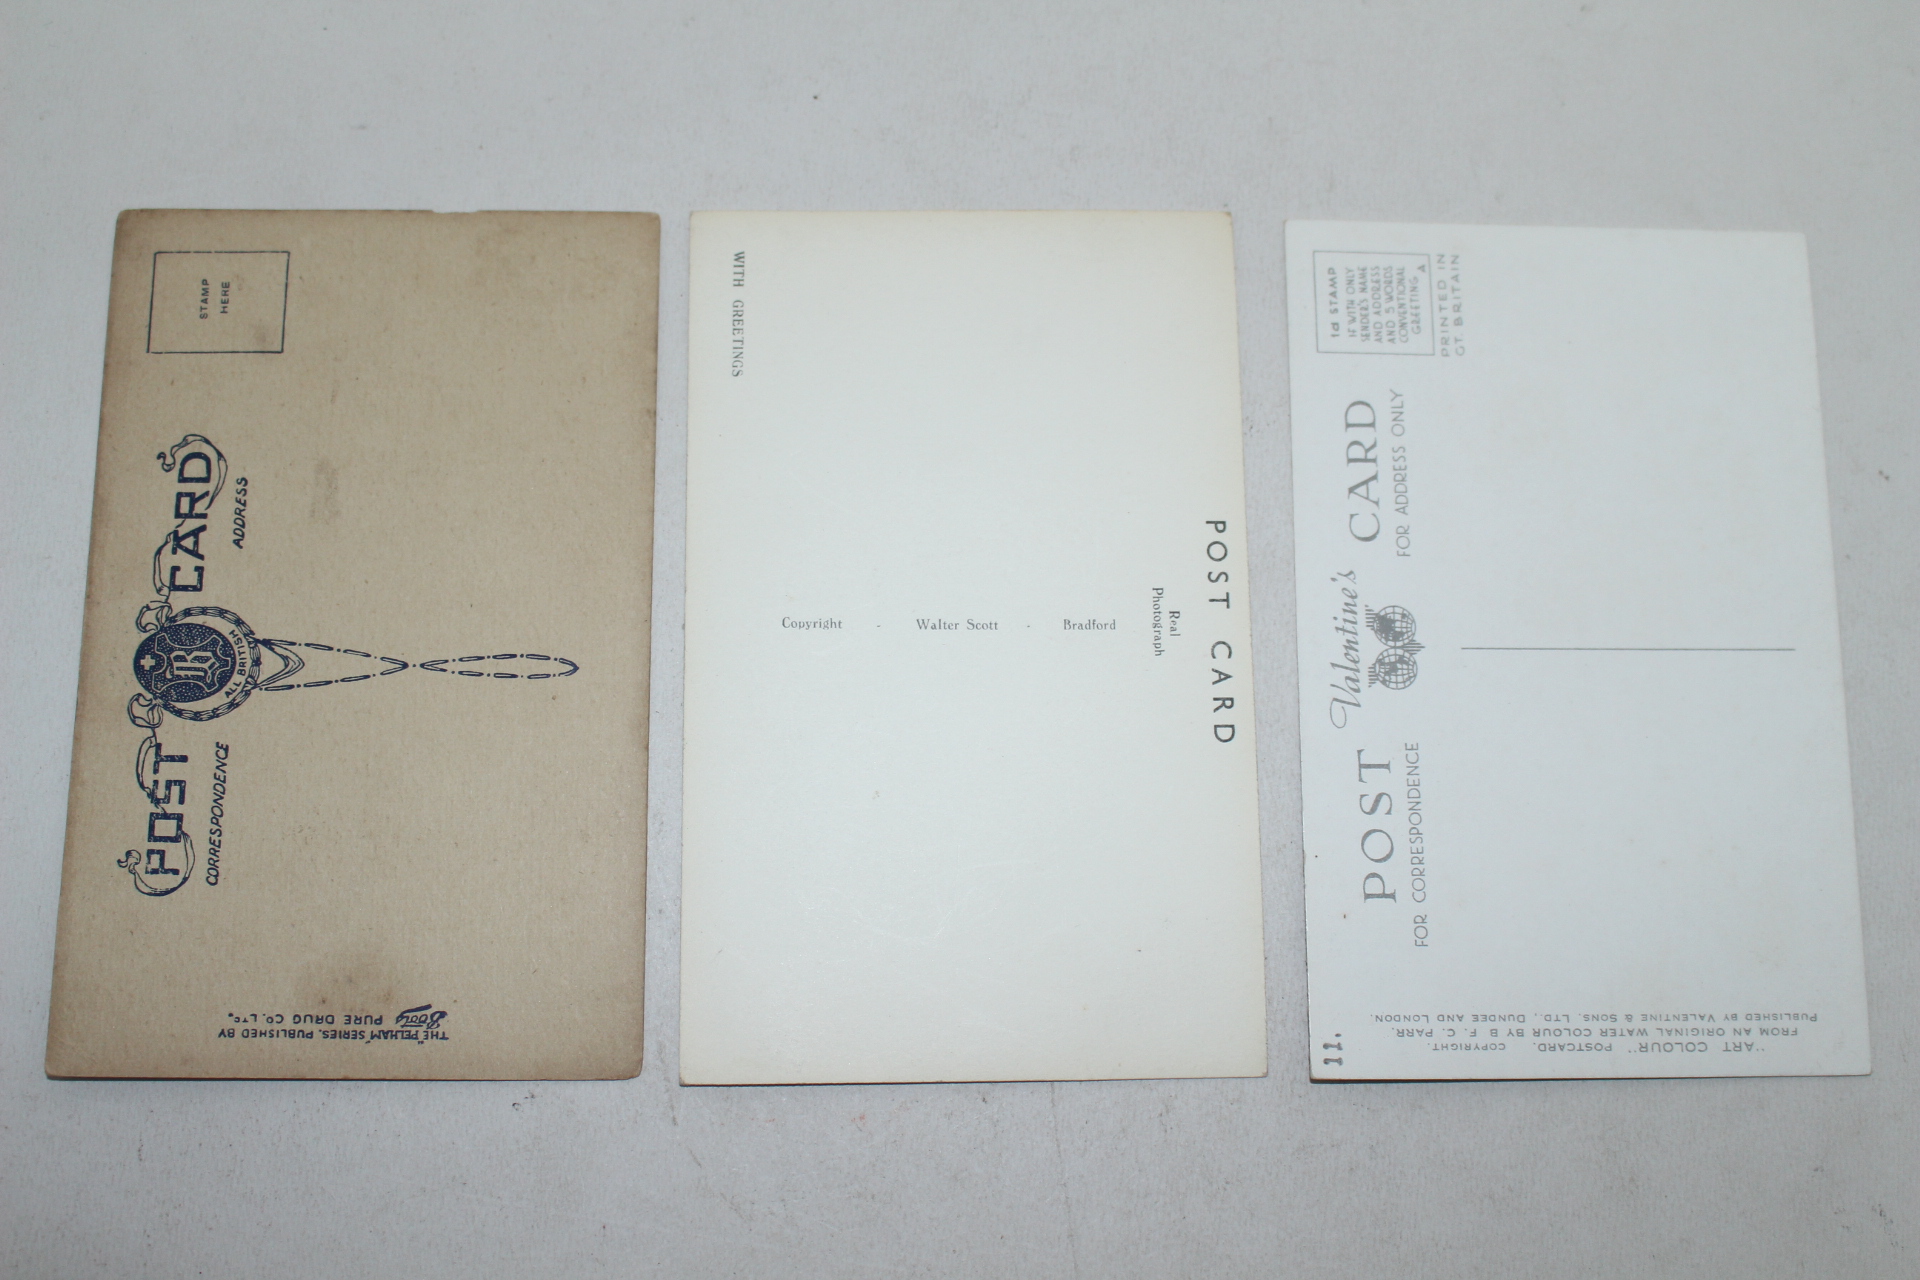 STAMP
HERE
POST CARD
B
ALL BRITISH
CORRESPONDENCE
ADDRESS
THE "PELHAM" SERIES. PUBLISHED BY
Boots PURE DRUG CO. LTD.
WITH GREETINGS
POST CARD
Real
Photograph
Copyright - Walter Scott - Bradford
1d STAMP
IF WITH ONLY
SENDER'S NAME
AND ADDRESS
AND 5 WORDS
CONVENTIONAL
GREETING
A
PRINTED IN
GT. BRITAIN
POST Valentine's CARD
FOR CORRESPONDENCE
FOR ADDRESS ONLY
"ART COLOUR" POSTCARD. COPYRIGHT.
FROM AN ORIGINAL WATER COLOUR BY B. F. C. PARR.
PUBLISHED BY VALENTINE & SONS, LTD., DUNDEE AND LONDON.
11.